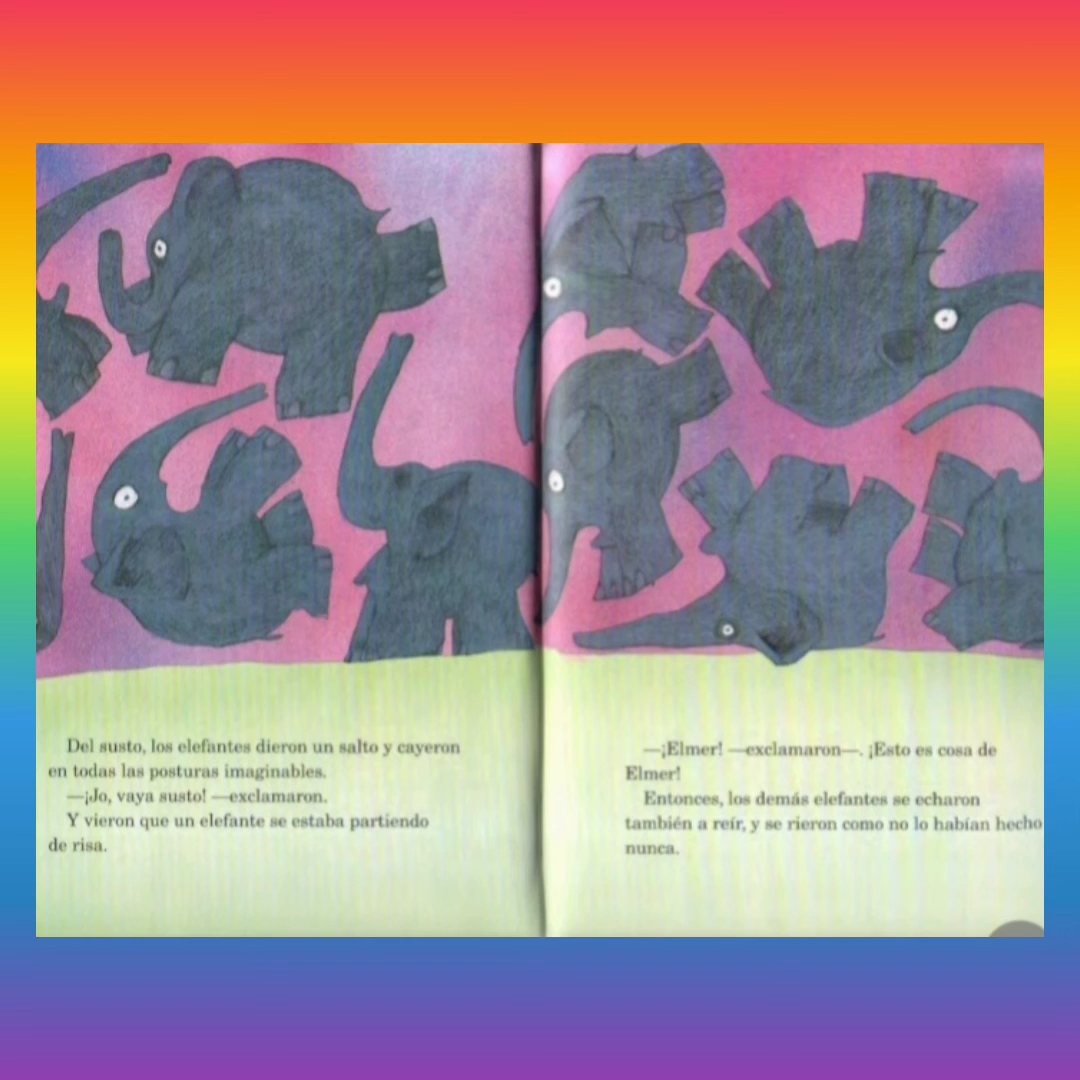 Del susto, los elefantes dieron un salto y cayeron
en todas las posturas imaginables.
—¡Jo, vaya susto! —exclamaron.
Y vieron que un elefante se estaba partiendo
de risa.
—¡Elmer! —exclamaron—. ¡Esto es cosa de
Elmer!
Entonces, los demás elefantes se echaron
también a reír, y se rieron como no lo habían hecho
nunca.